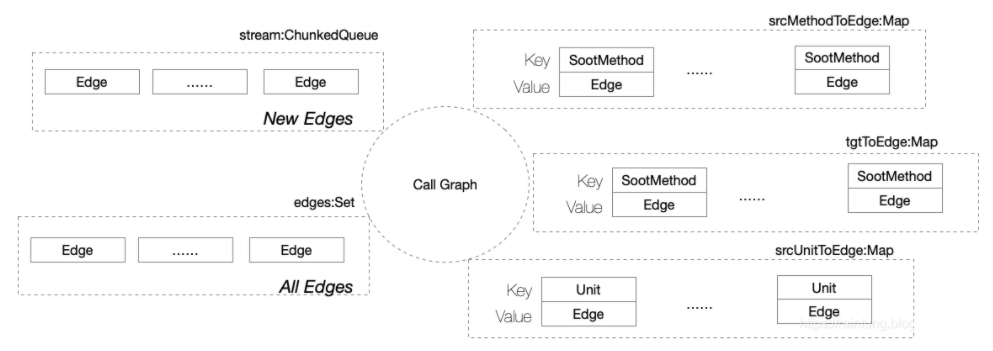 stream:ChunkedQueue
Edge
......
Edge
New Edges
edges:Set
Edge
......
Edge
All Edges
Call Graph
srcMethodToEdge:Map
Key
SootMethod
......
SootMethod
Value
Edge
Edge
tgtToEdge:Map
Key
SootMethod
......
SootMethod
Value
Edge
Edge
srcUnitToEdge:Map
Key
Unit
......
Unit
Value
Edge
Edge